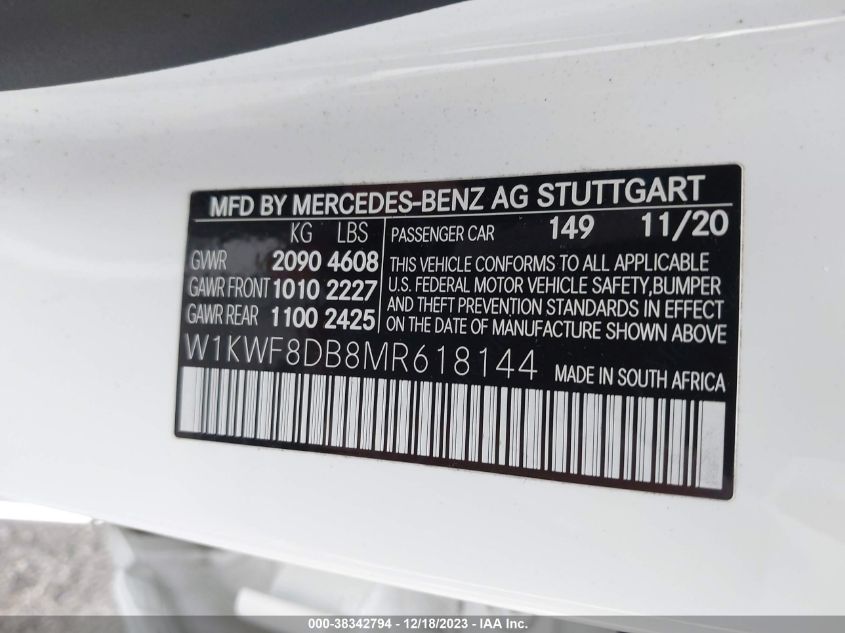 MFD BY MERCEDES-BENZ AG STUTTGART
KG LBS
GVWR 2090 4608
GAWR FRONT 1010 2227
GAWR REAR 1100 2425
PASSENGER CAR 149 11/20
THIS VEHICLE CONFORMS TO ALL APPLICABLE
U.S. FEDERAL MOTOR VEHICLE SAFETY,BUMPER
AND THEFT PREVENTION STANDARDS IN EFFECT
ON THE DATE OF MANUFACTURE SHOWN ABOVE
W1KWF8DB8MR618144 MADE IN SOUTH AFRICA
000-38342794 - 12/18/2023 - IAA Inc.